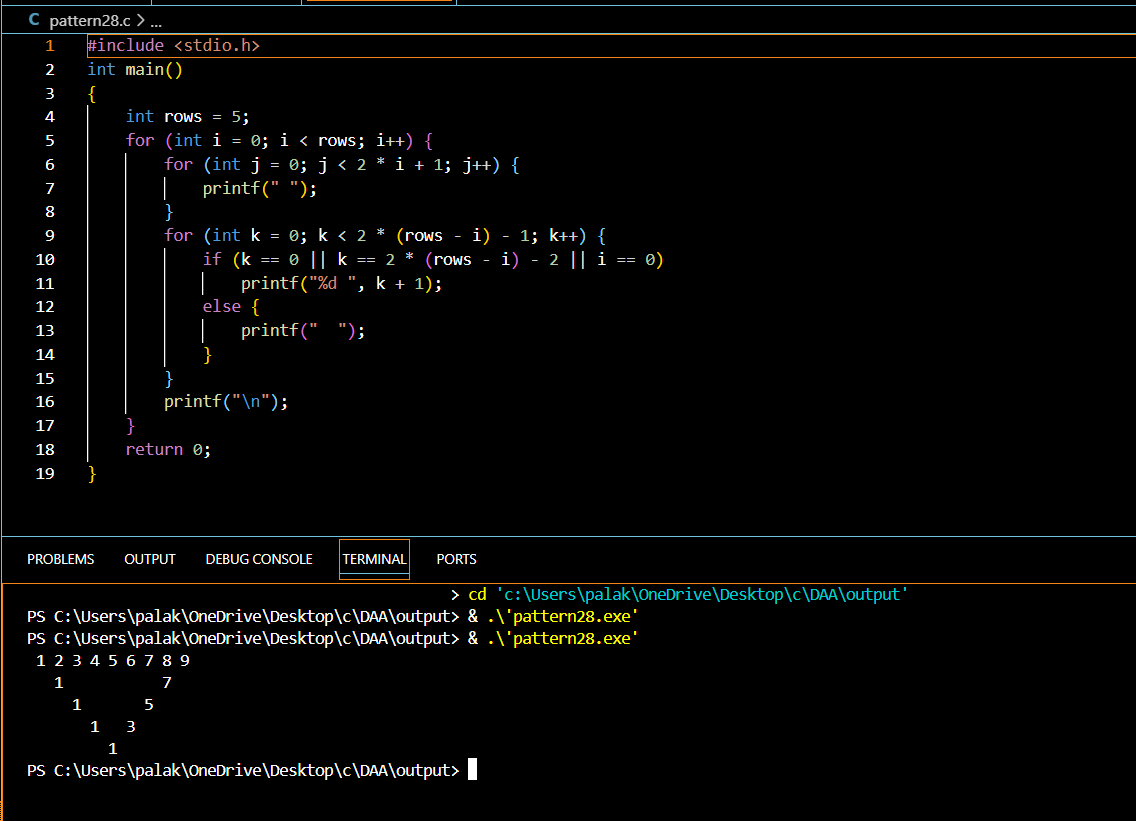 C pattern28.c > ...
1 #include <stdio.h>
2 int main()
3 {
4     int rows = 5;
5     for (int i = 0; i < rows; i++) {
6         for (int j = 0; j < 2 * i + 1; j++) {
7             printf(" ");
8         }
9         for (int k = 0; k < 2 * (rows - i) - 1; k++) {
10             if (k == 0 || k == 2 * (rows - i) - 2 || i == 0)
11                 printf("%d ", k + 1);
12             else {
13                 printf("  ");
14             }
15         }
16         printf("\n");
17     }
18     return 0;
19 }
PROBLEMS OUTPUT DEBUG CONSOLE TERMINAL PORTS
> cd 'c:\Users\palak\OneDrive\Desktop\c\DAA\output'
PS C:\Users\palak\OneDrive\Desktop\c\DAA\output> & .\'pattern28.exe'
PS C:\Users\palak\OneDrive\Desktop\c\DAA\output> & .\'pattern28.exe'
 1 2 3 4 5 6 7 8 9
   1           7
     1       5
       1   3
         1
PS C:\Users\palak\OneDrive\Desktop\c\DAA\output>